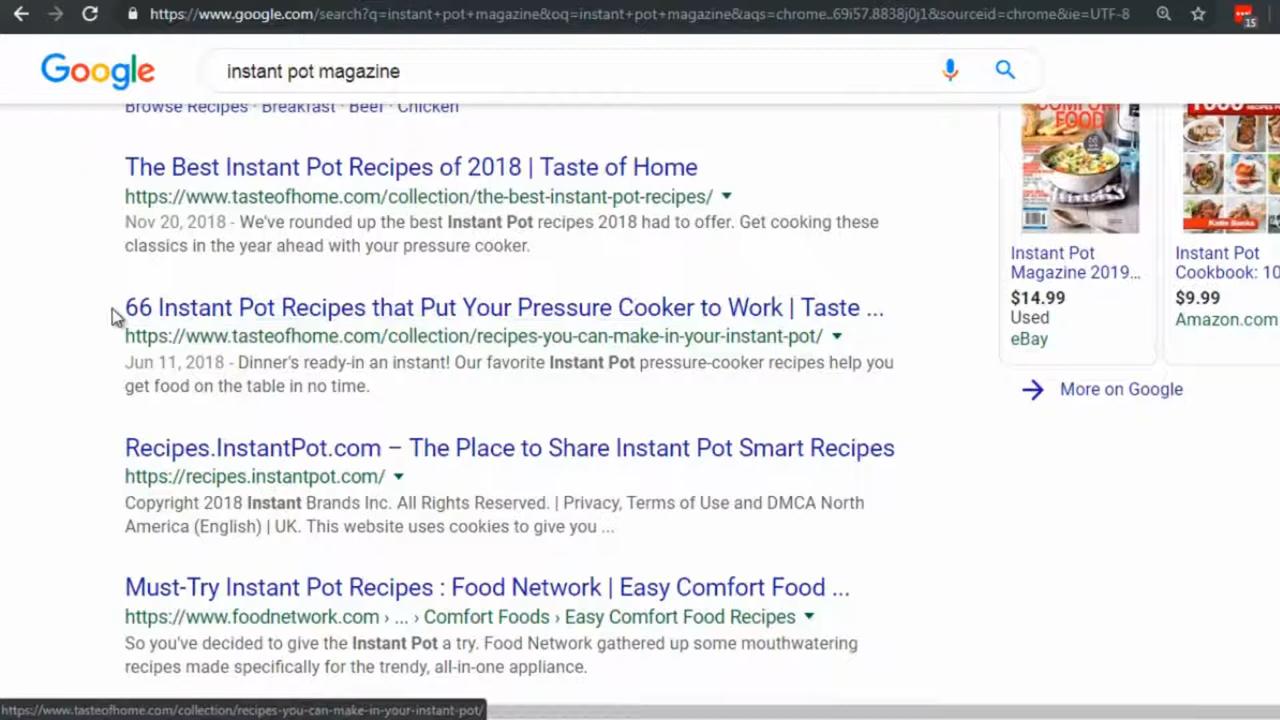 https://www.google.com/search?q=instant+pot+magazine&oq=instant+pot+magazine&aqs=chrome..69i57.8838j0j1&sourceid=chrome&ie=UTF-8
15
Google
instant pot magazine
Browse Recipes · Breakfast · Beef · Chicken
The Best Instant Pot Recipes of 2018 | Taste of Home
https://www.tasteofhome.com/collection/the-best-instant-pot-recipes/
Nov 20, 2018 - We've rounded up the best Instant Pot recipes 2018 had to offer. Get cooking these
classics in the year ahead with your pressure cooker.
66 Instant Pot Recipes that Put Your Pressure Cooker to Work | Taste ...
https://www.tasteofhome.com/collection/recipes-you-can-make-in-your-instant-pot/
Jun 11, 2018 - Dinner's ready-in an instant! Our favorite Instant Pot pressure-cooker recipes help you
get food on the table in no time.
Recipes.InstantPot.com – The Place to Share Instant Pot Smart Recipes
https://recipes.instantpot.com/
Copyright 2018 Instant Brands Inc. All Rights Reserved. | Privacy, Terms of Use and DMCA North
America (English) | UK. This website uses cookies to give you ...
Must-Try Instant Pot Recipes : Food Network | Easy Comfort Food ...
https://www.foodnetwork.com › ... › Comfort Foods › Easy Comfort Food Recipes
So you've decided to give the Instant Pot a try. Food Network gathered up some mouthwatering
recipes made specifically for the trendy, all-in-one appliance.
COMFORT
FOOD
Instant Pot
Magazine 2019...
$14.99
Used
eBay
Instant Pot
Cookbook: 10
$9.99
Amazon.com
More on Google
https://www.tasteofhome.com/collection/recipes-you-can-make-in-your-instant-pot/